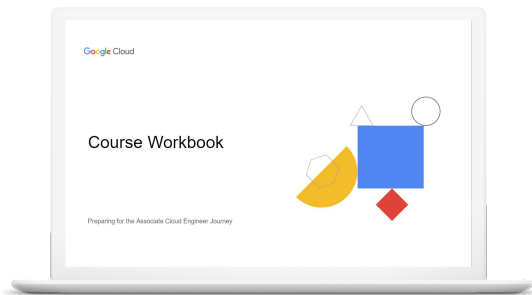 Google Cloud
Course Workbook
Preparing for the Associate Cloud Engineer Journey